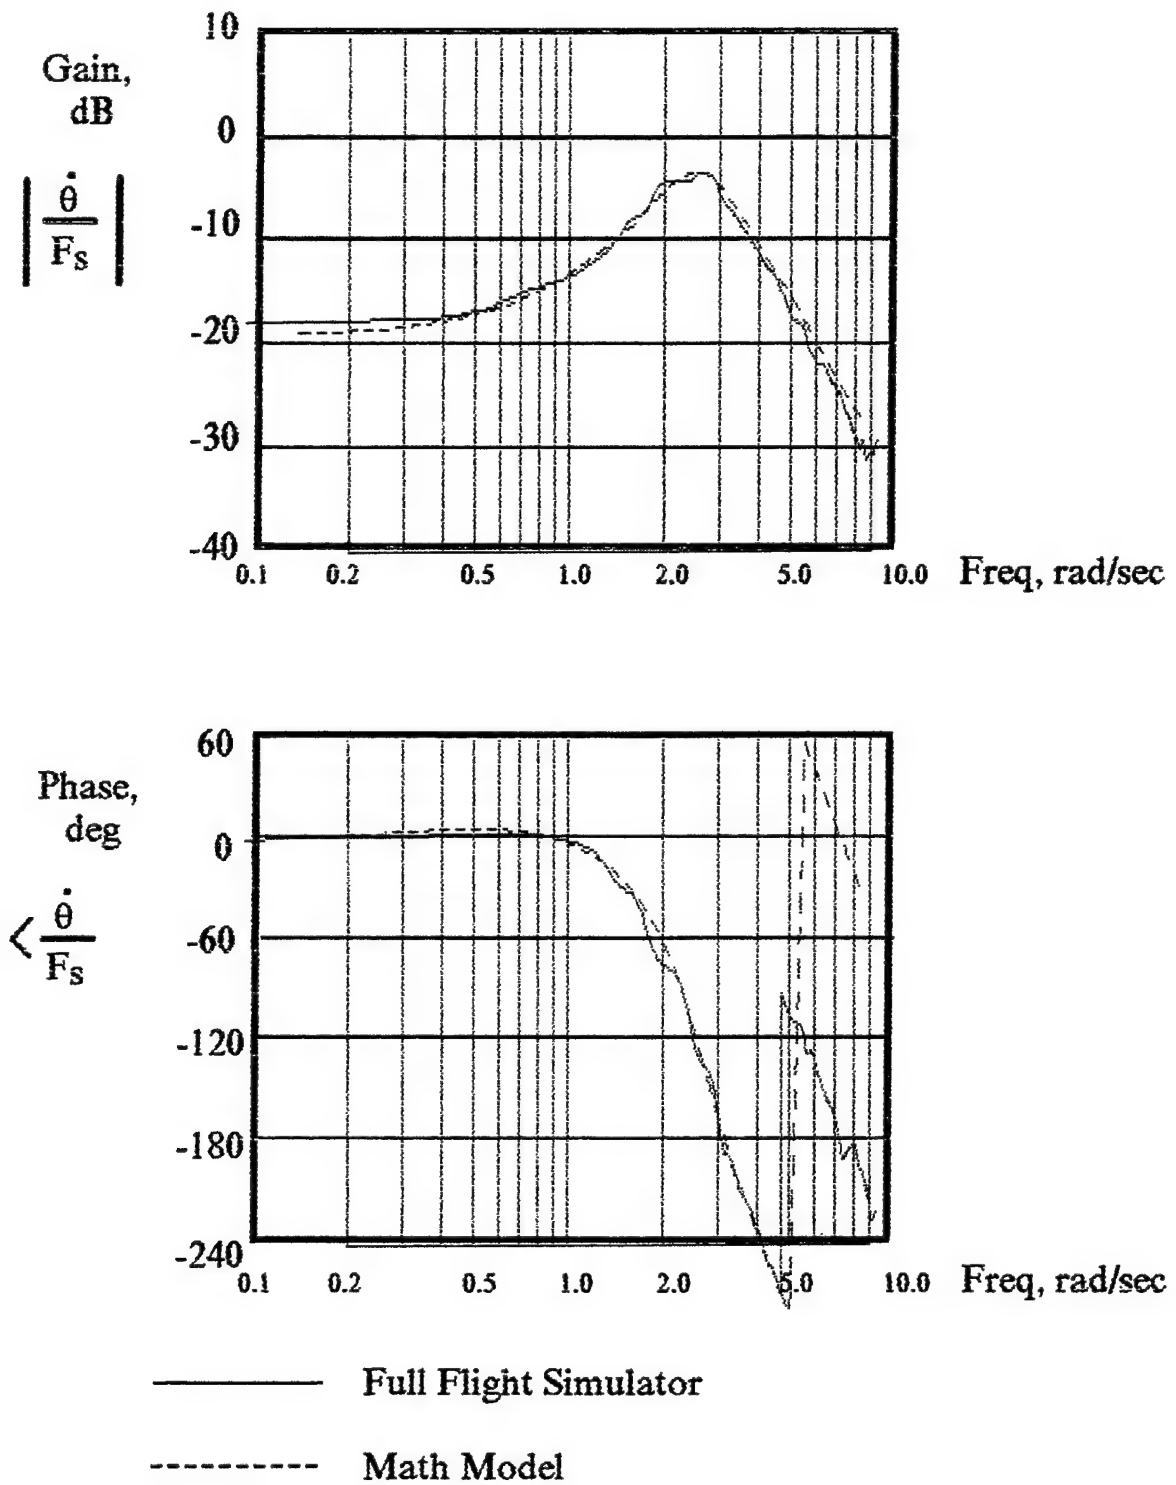 10
Gain,
dB
0
θ̇
Fs
-10
-20
-30
-40
0.1 0.2 0.5 1.0 2.0 5.0 10.0 Freq, rad/sec
60
Phase,
deg
0
< θ̇
Fs
-60
-120
-180
-240
0.1 0.2 0.5 1.0 2.0 5.0 10.0 Freq, rad/sec
Full Flight Simulator
Math Model